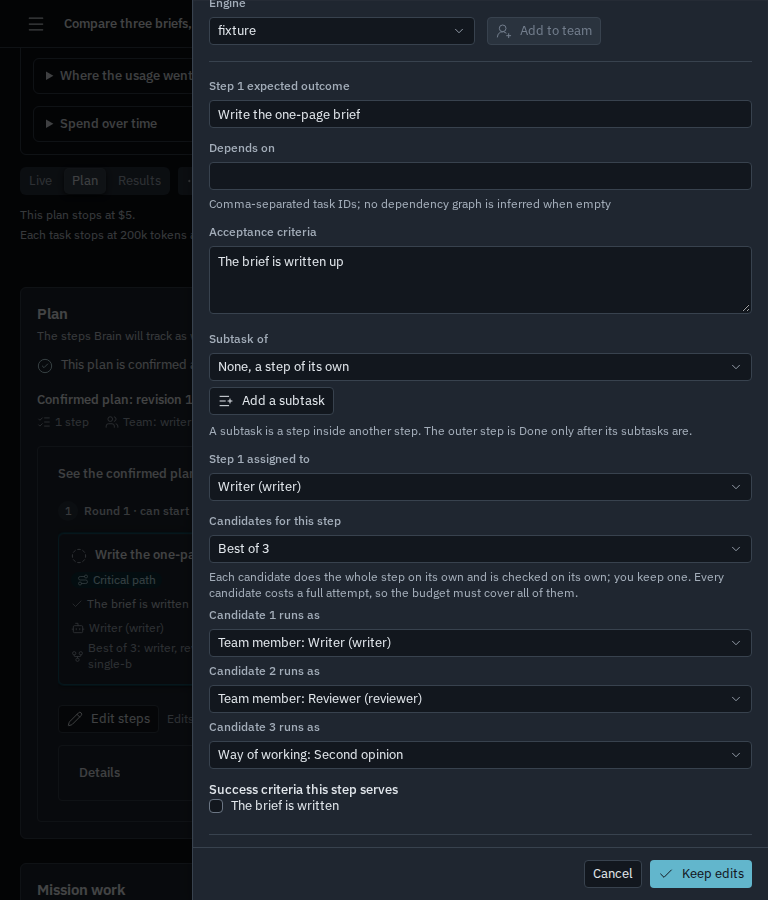 Compare three briefs,
Where the usage went
Spend over time
Live Plan Results
This plan stops at $5.
Each task stops at 200k tokens
Plan
The steps Brain will track as
This plan is confirmed
Confirmed plan: revision 1
1 step Team: writer
See the confirmed plan
1 Round 1 · can start
Write the one-pa
Critical path
The brief is written
Writer (writer)
Best of 3: writer, re
single-b
Edit steps Edits
Details
Mission work
Engine
fixture Add to team
Step 1 expected outcome
Write the one-page brief
Depends on
Comma-separated task IDs; no dependency graph is inferred when empty
Acceptance criteria
The brief is written up
Subtask of
None, a step of its own
Add a subtask
A subtask is a step inside another step. The outer step is Done only after its subtasks are.
Step 1 assigned to
Writer (writer)
Candidates for this step
Best of 3
Each candidate does the whole step on its own and is checked on its own; you keep one. Every
candidate costs a full attempt, so the budget must cover all of them.
Candidate 1 runs as
Team member: Writer (writer)
Candidate 2 runs as
Team member: Reviewer (reviewer)
Candidate 3 runs as
Way of working: Second opinion
Success criteria this step serves
The brief is written
Cancel Keep edits